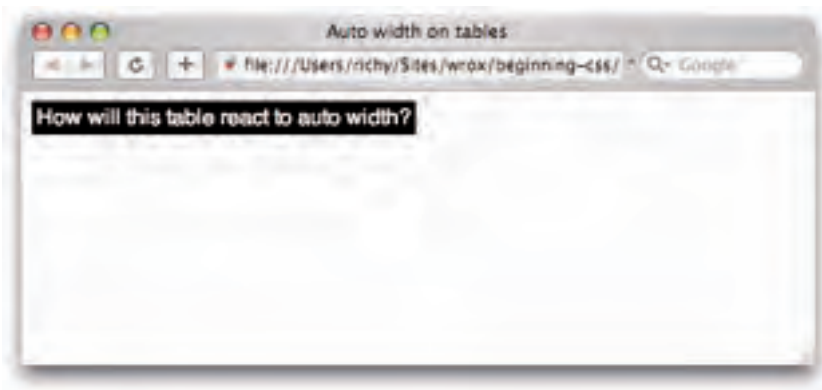 Auto width on tables
file:///Users/richy/Sites/wrox/beginning-css/ Google
How will this table react to auto width?